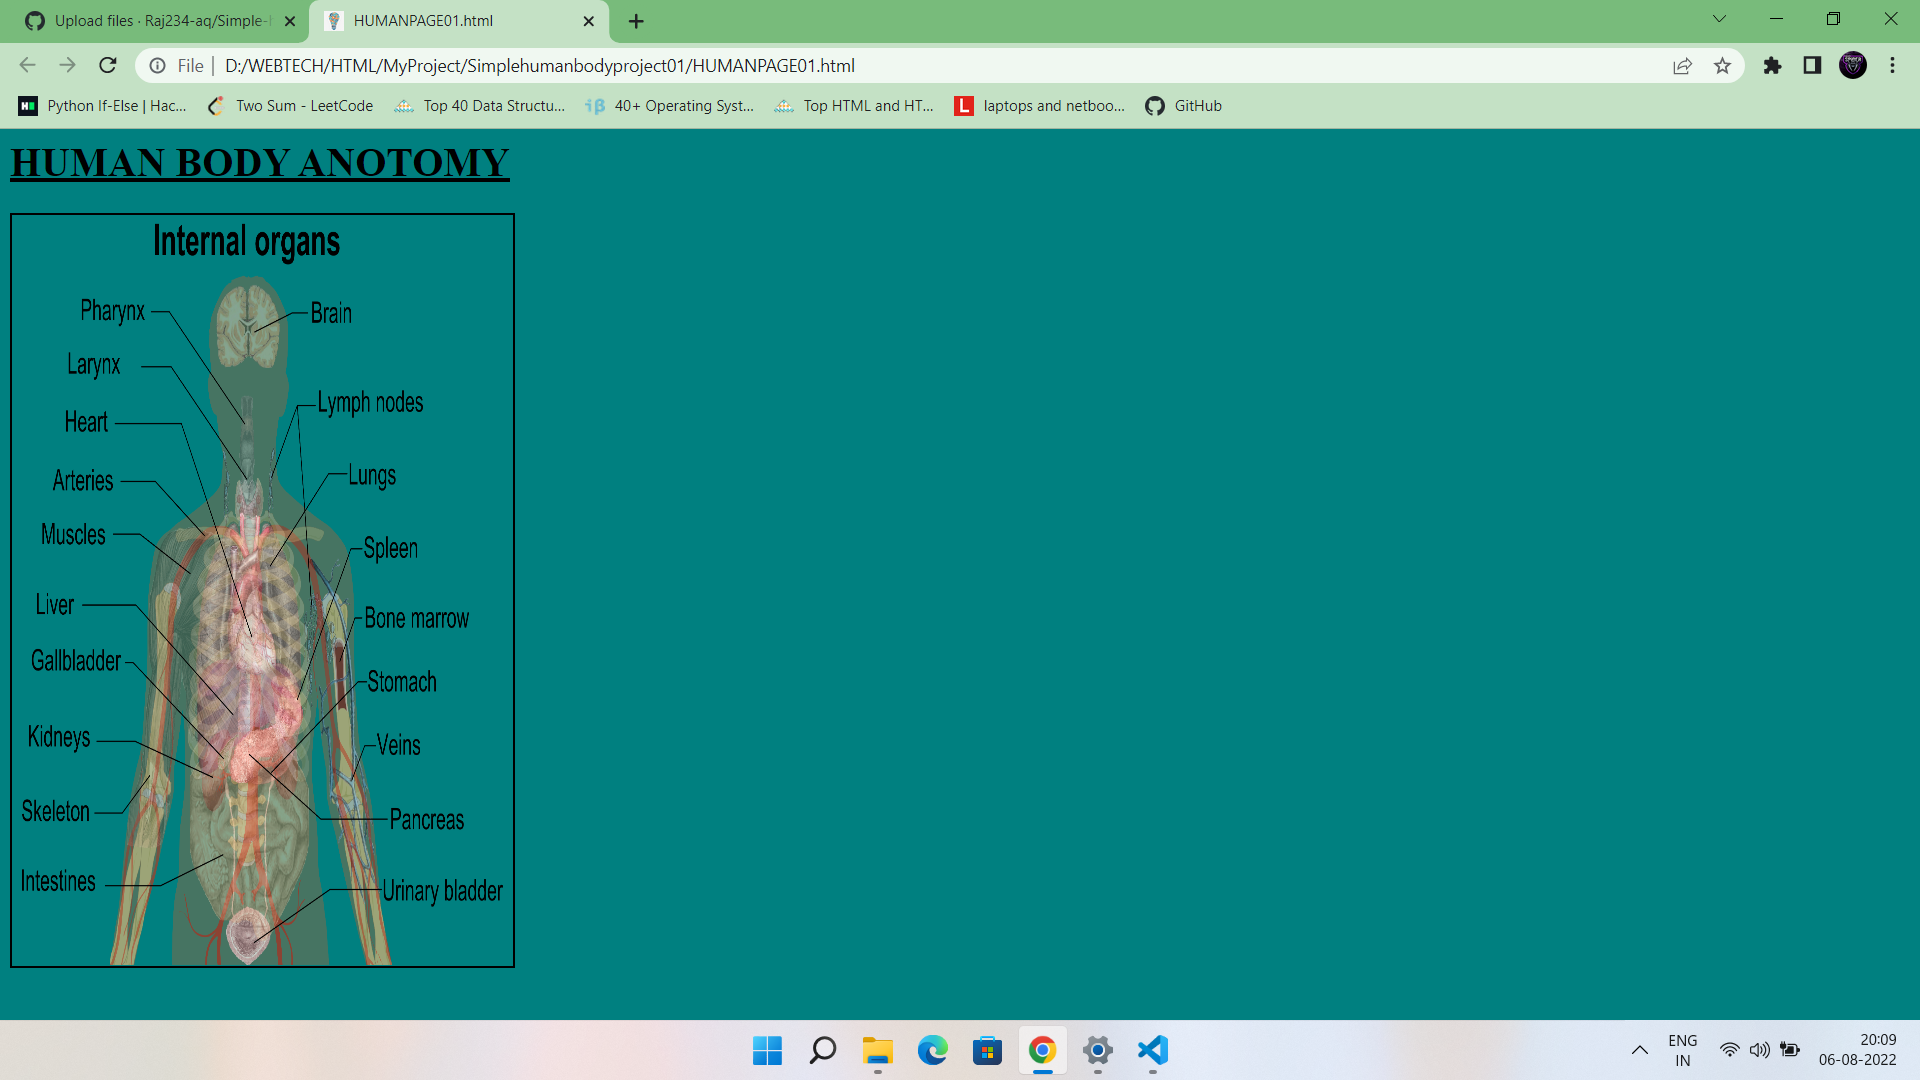 Upload files · Raj234-aq/Simple-h
HUMANPAGE01.html
File | D:/WEBTECH/HTML/MyProject/Simplehumanbodyproject01/HUMANPAGE01.html
Python If-Else | Hac...
Two Sum - LeetCode
Top 40 Data Structu...
40+ Operating Syst...
Top HTML and HT...
laptops and netboo...
GitHub
HUMAN BODY ANOTOMY
Internal organs
Pharynx
Brain
Larynx
Lymph nodes
Heart
Lungs
Arteries
Muscles
Spleen
Liver
Bone marrow
Gallbladder
Stomach
Kidneys
Veins
Skeleton
Pancreas
Intestines
Urinary bladder
ENG
IN
20:09
06-08-2022